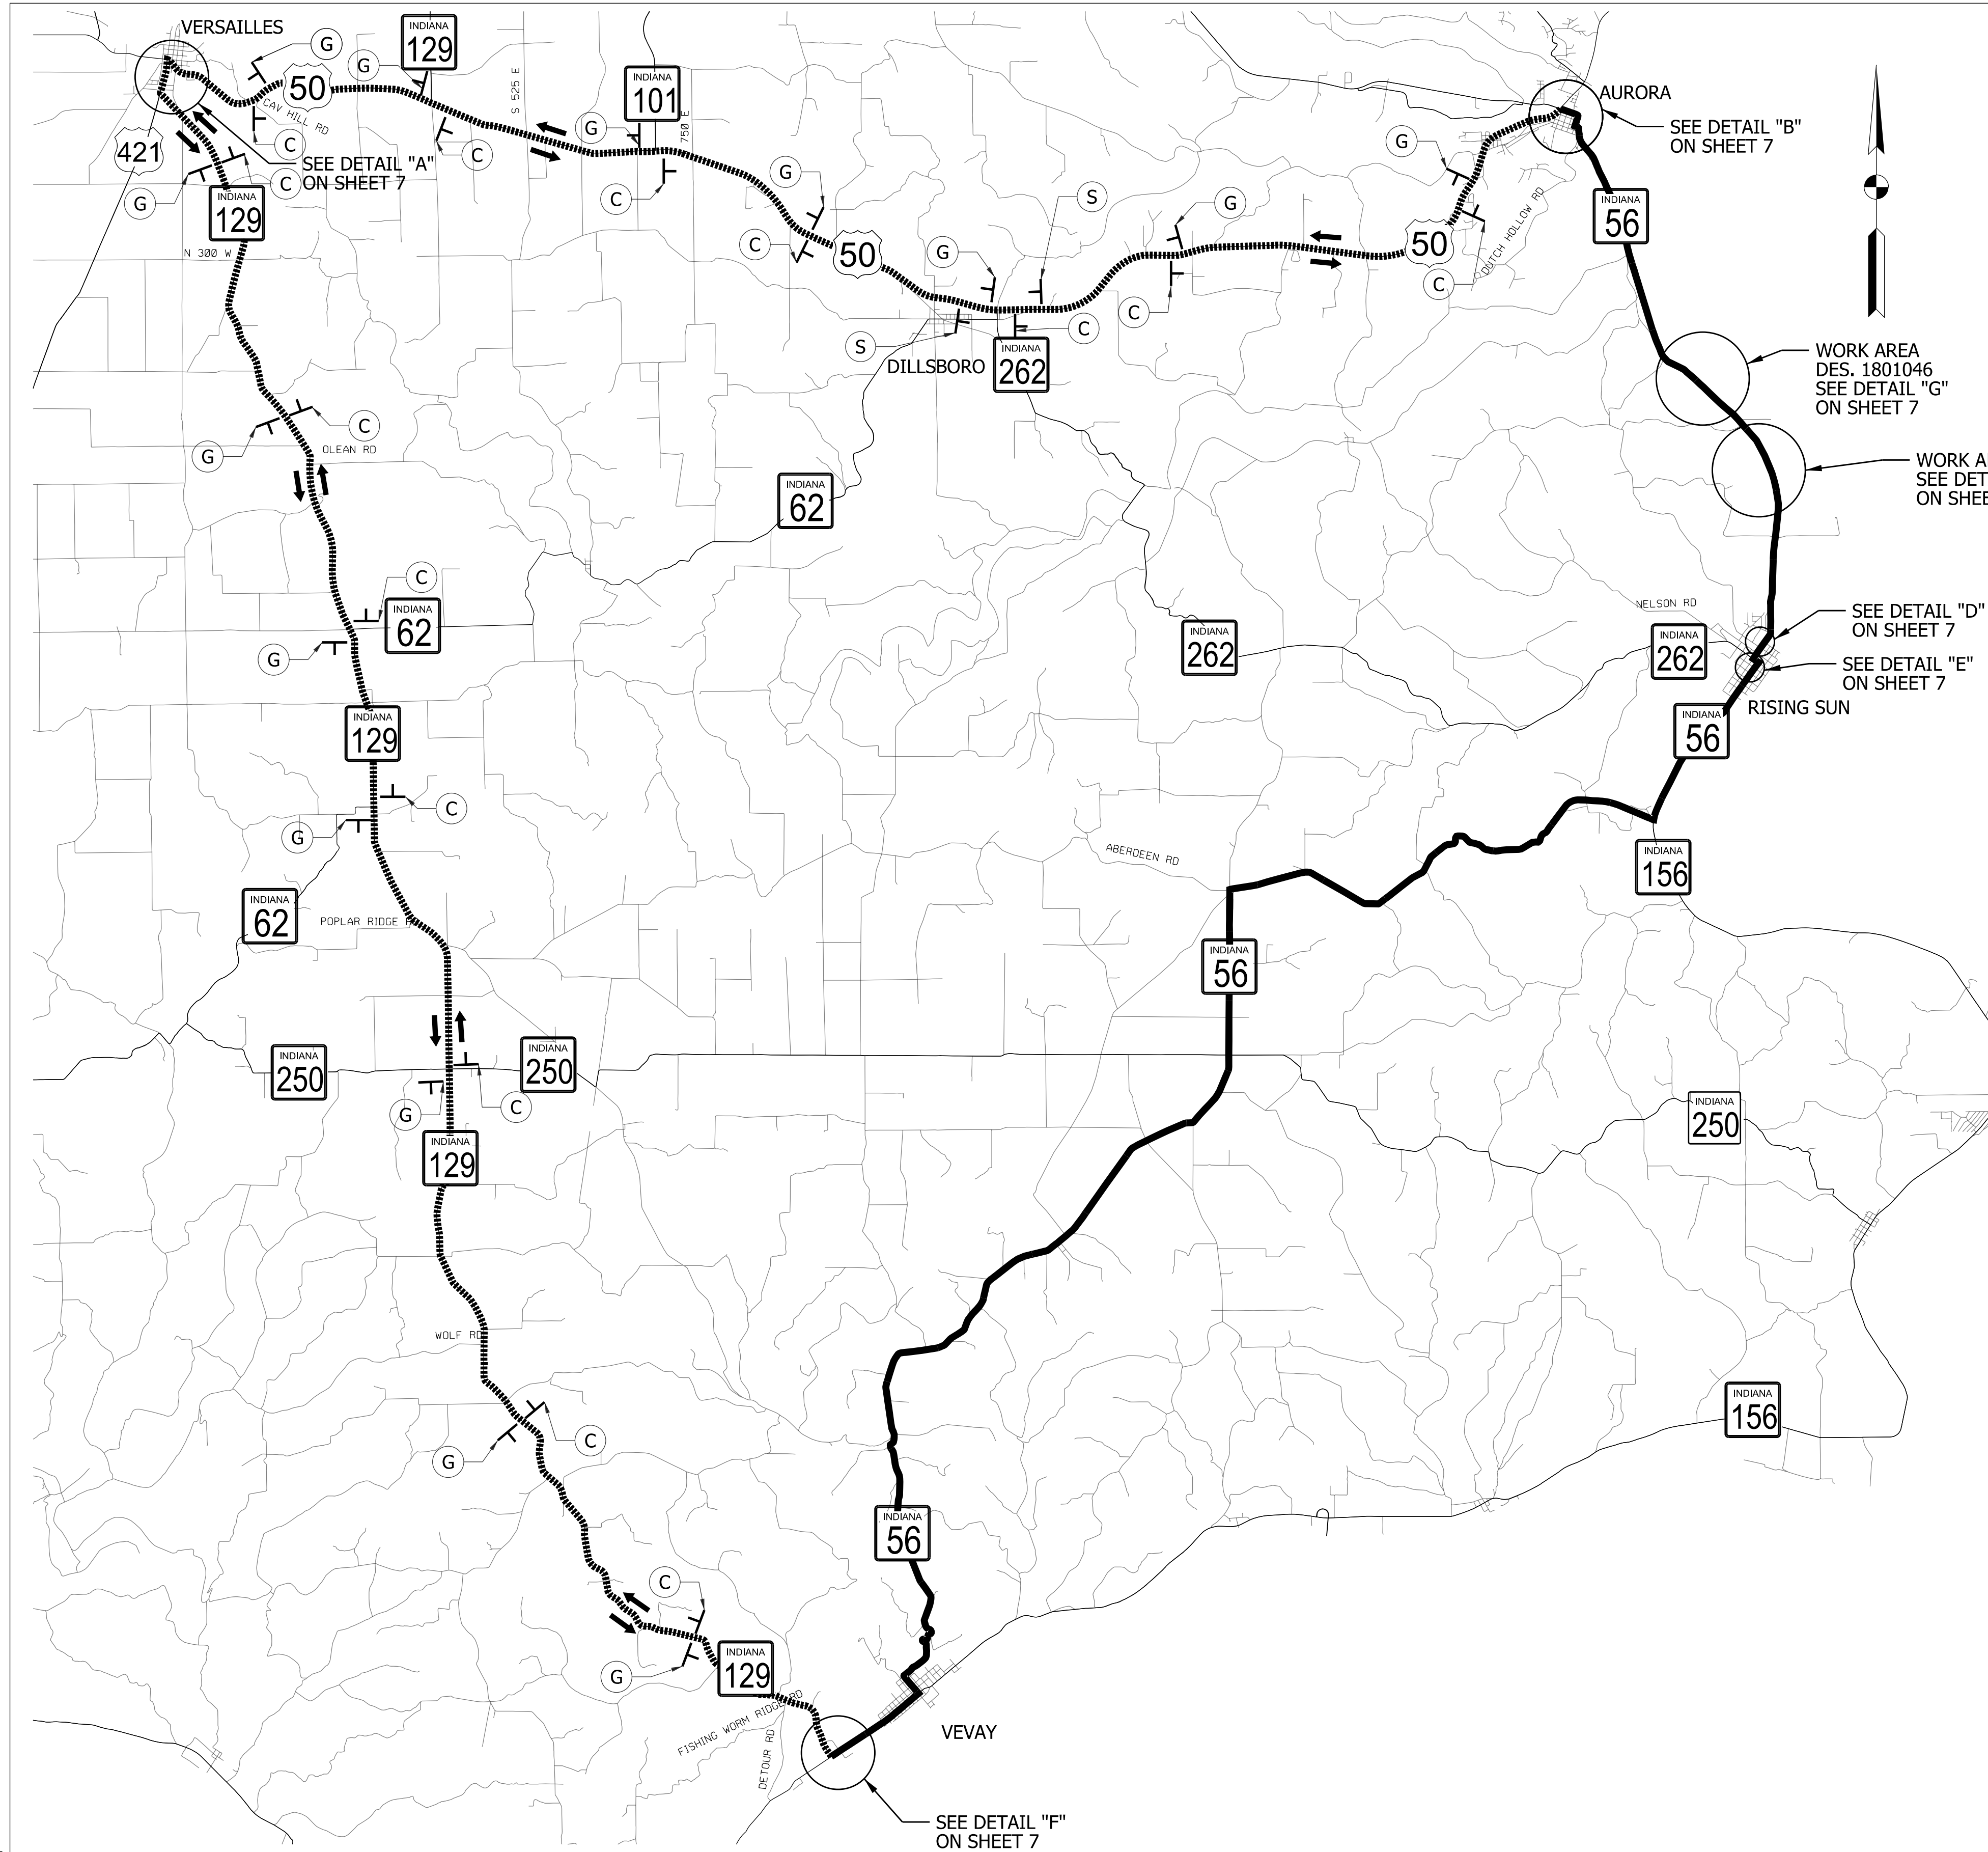 VERSAILLES
G
INDIANA
129
G
50
CAV HILL RD
C
S 525 E
INDIANA
101
750 E
G
C
C
421
SEE DETAIL "A"
ON SHEET 7
C
G
INDIANA
129
N 300 W
G
C
50
G
S
G
C
S
C
DILLSBORO
INDIANA
262
G
50
C
DUTCH HOLLOW RD
AURORA
SEE DETAIL "B"
ON SHEET 7
INDIANA
56
WORK AREA
DES. 1801046
SEE DETAIL "G"
ON SHEET 7
WORK A
SEE DET
ON SHEE
C
G
OLEAN RD
INDIANA
62
C
INDIANA
62
G
INDIANA
262
NELSON RD
INDIANA
262
SEE DETAIL "D"
ON SHEET 7
SEE DETAIL "E"
ON SHEET 7
RISING SUN
INDIANA
56
INDIANA
129
C
G
ABERDEEN RD
INDIANA
156
INDIANA
62
POPLAR RIDGE R
INDIANA
56
INDIANA
250
INDIANA
250
G
C
INDIANA
250
INDIANA
129
WOLF RD
C
G
INDIANA
156
INDIANA
56
C
G
INDIANA
129
FISHING WORM RIDGE RD
DETOUR RD
VEVAY
SEE DETAIL "F"
ON SHEET 7